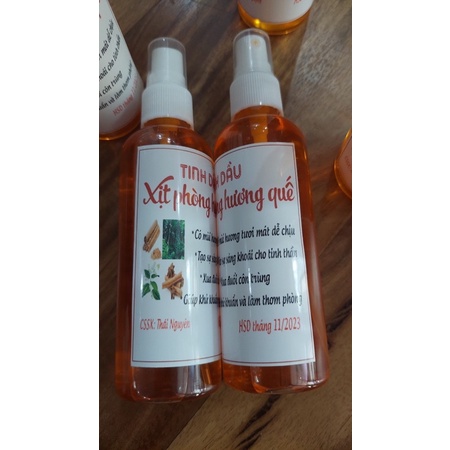 TINH DẦU
Xịt phòng hương quế
•Có mùi hương tươi mát dễ chịu
•Tạo sự sảng khoái cho tinh thần
•Xua đuổi côn trùng
•Giúp khử khuẩn và làm thơm phòng
CSSX: Thái Nguyên
HSD tháng 11/2023